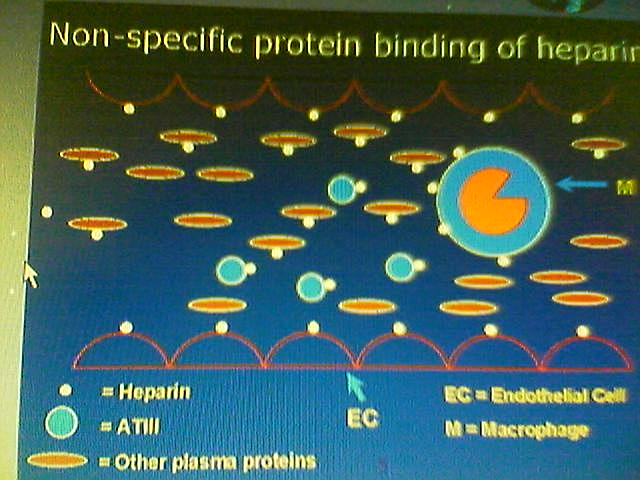 Non-specific protein binding of heparin
M
= Heparin
= ATIII
= Other plasma proteins
EC
EC = Endothelial Cell
M = Macrophage